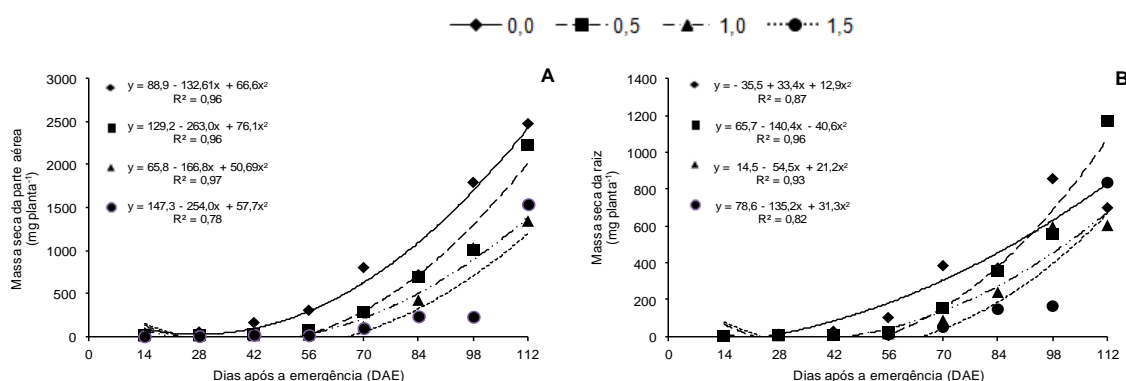 0,0 0,5 1,0 1,5
A
Massa seca da parte aérea
(mg planta⁻¹)
3000
2500
2000
1500
1000
500
0
y = 88,9 - 132,61x + 66,6x²
R² = 0,96
y = 129,2 - 263,0x + 76,1x²
R² = 0,96
y = 65,8 - 166,8x + 50,69x²
R² = 0,97
y = 147,3 - 254,0x + 57,7x²
R² = 0,78
0 14 28 42 56 70 84 98 112
Dias após a emergência (DAE)
B
Massa seca da raiz
(mg planta⁻¹)
1400
1200
1000
800
600
400
200
0
y = - 35,5 + 33,4x + 12,9x²
R² = 0,87
y = 65,7 - 140,4x - 40,6x²
R² = 0,96
y = 14,5 - 54,5x + 21,2x²
R² = 0,93
y = 78,6 - 135,2x + 31,3x²
R² = 0,82
0 14 28 42 56 70 84 98 112
Dias após a emergência (DAE)